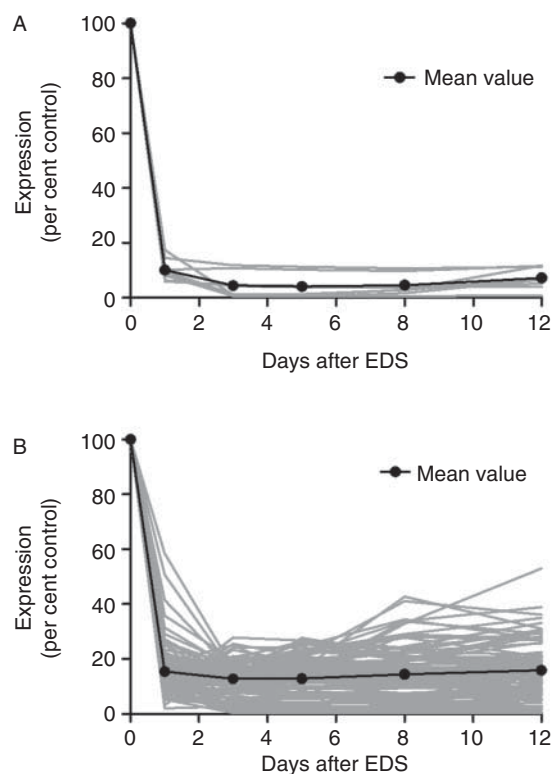 A
100
80
60
40
20
0
Expression
(per cent control)
Mean value
0 2 4 6 8 10 12
Days after EDS
B
100
80
60
40
20
0
Expression
(per cent control)
Mean value
0 2 4 6 8 10 12
Days after EDS